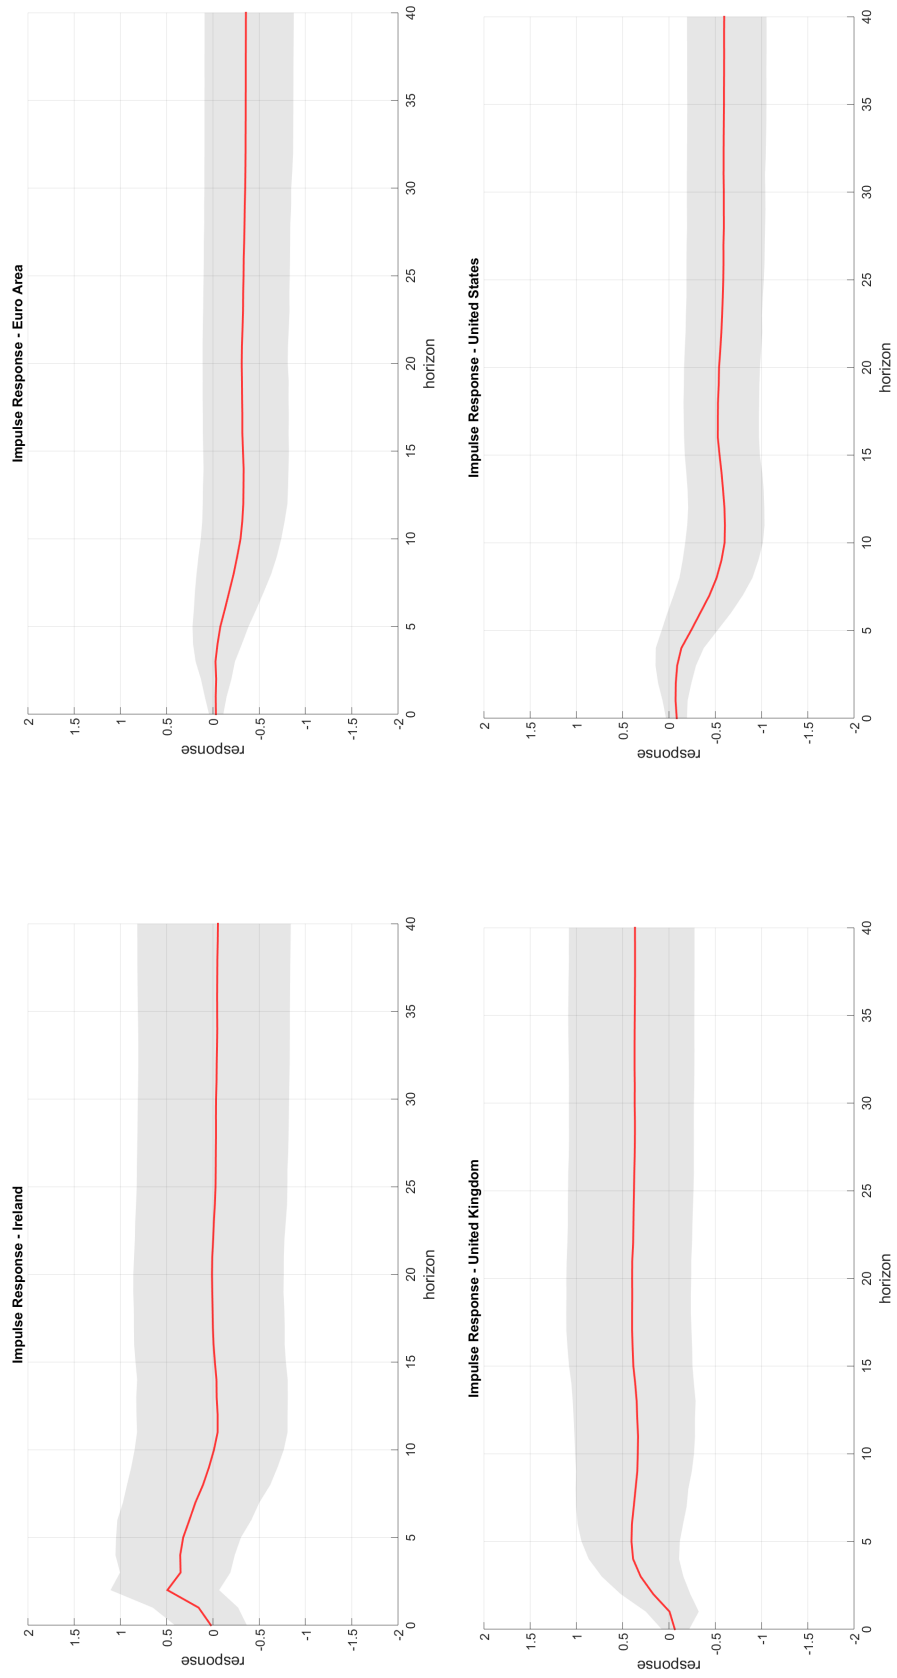 Impulse Response - Ireland
2
1.5
1
0.5
0
-0.5
-1
-1.5
-2
response
0 5 10 15 20 25 30 35 40
horizon
Impulse Response - Euro Area
2
1.5
1
0.5
0
-0.5
-1
-1.5
-2
response
0 5 10 15 20 25 30 35 40
horizon
Impulse Response - United Kingdom
2
1.5
1
0.5
0
-0.5
-1
-1.5
-2
response
0 5 10 15 20 25 30 35 40
horizon
Impulse Response - United States
2
1.5
1
0.5
0
-0.5
-1
-1.5
-2
response
0 5 10 15 20 25 30 35 40
horizon